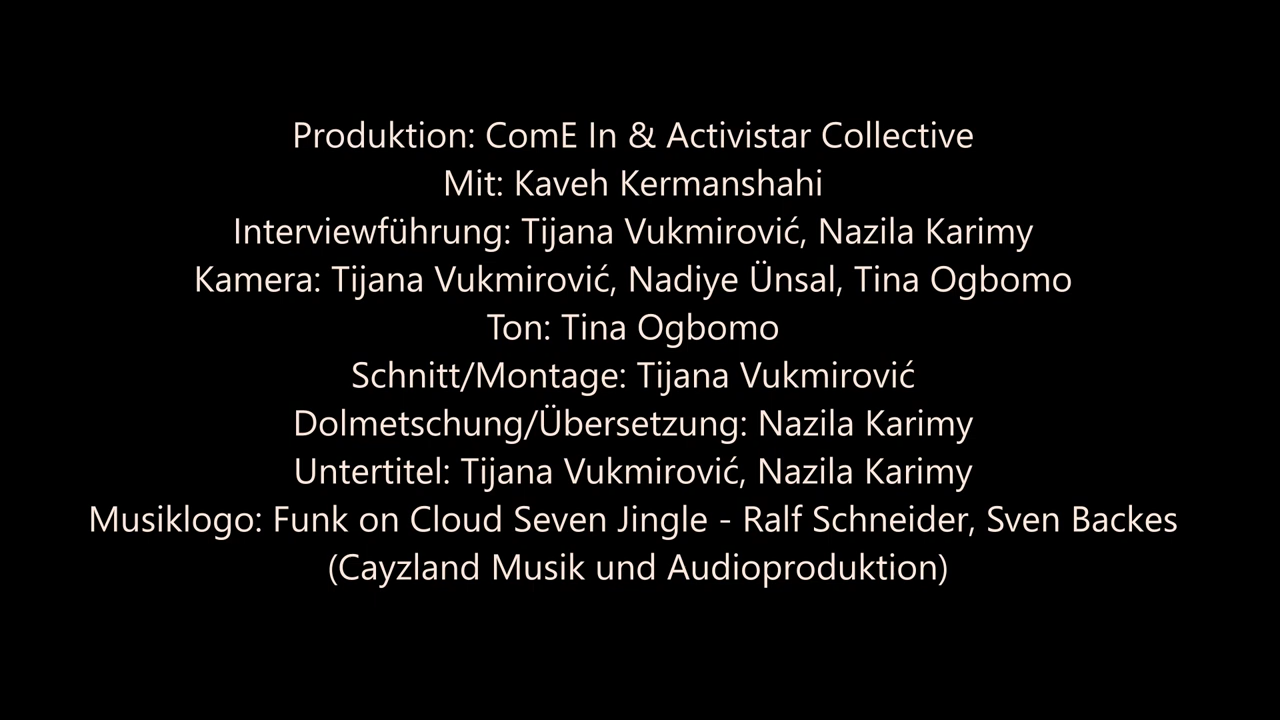 Produktion: ComE In & Activistar Collective
Mit: Kaveh Kermanshahi
Interviewführung: Tijana Vukmirović, Nazila Karimy
Kamera: Tijana Vukmirović, Nadiye Ünsal, Tina Ogbomo
Ton: Tina Ogbomo
Schnitt/Montage: Tijana Vukmirović
Dolmetschung/Übersetzung: Nazila Karimy
Untertitel: Tijana Vukmirović, Nazila Karimy
Musiklogo: Funk on Cloud Seven Jingle - Ralf Schneider, Sven Backes
(Cayzland Musik und Audioproduktion)